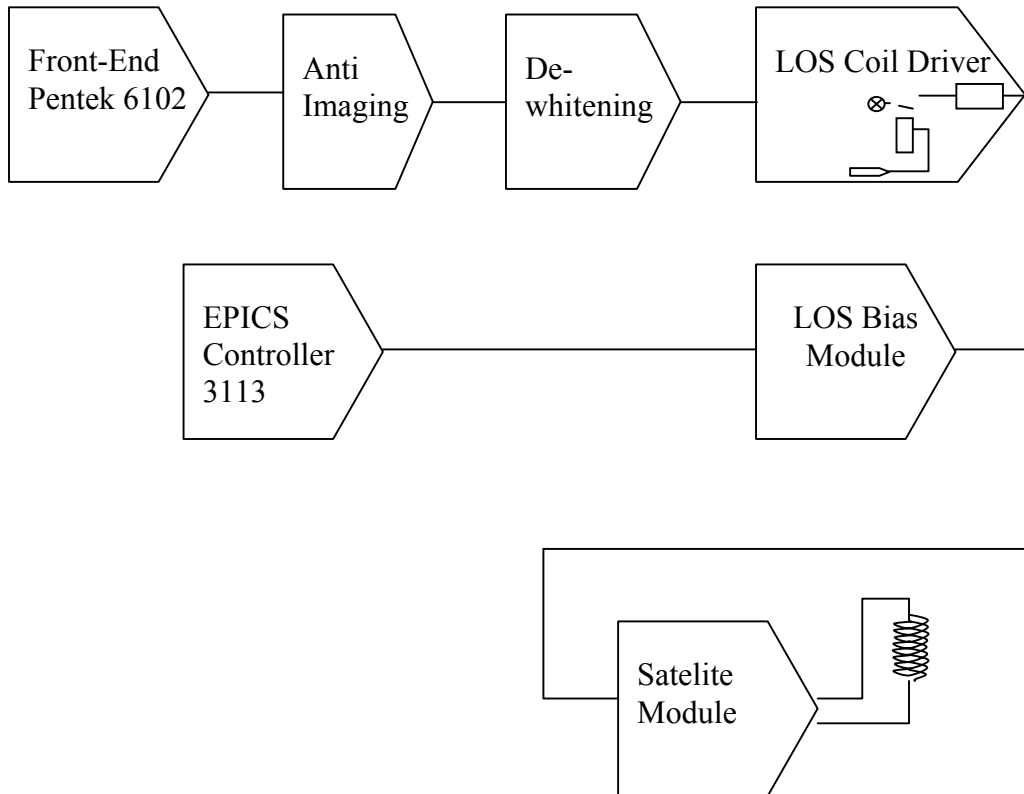 Front-End
Pentek 6102
Anti
Imaging
De-
whitening
LOS Coil Driver
EPICS
Controller
3113
LOS Bias
Module
Satelite
Module